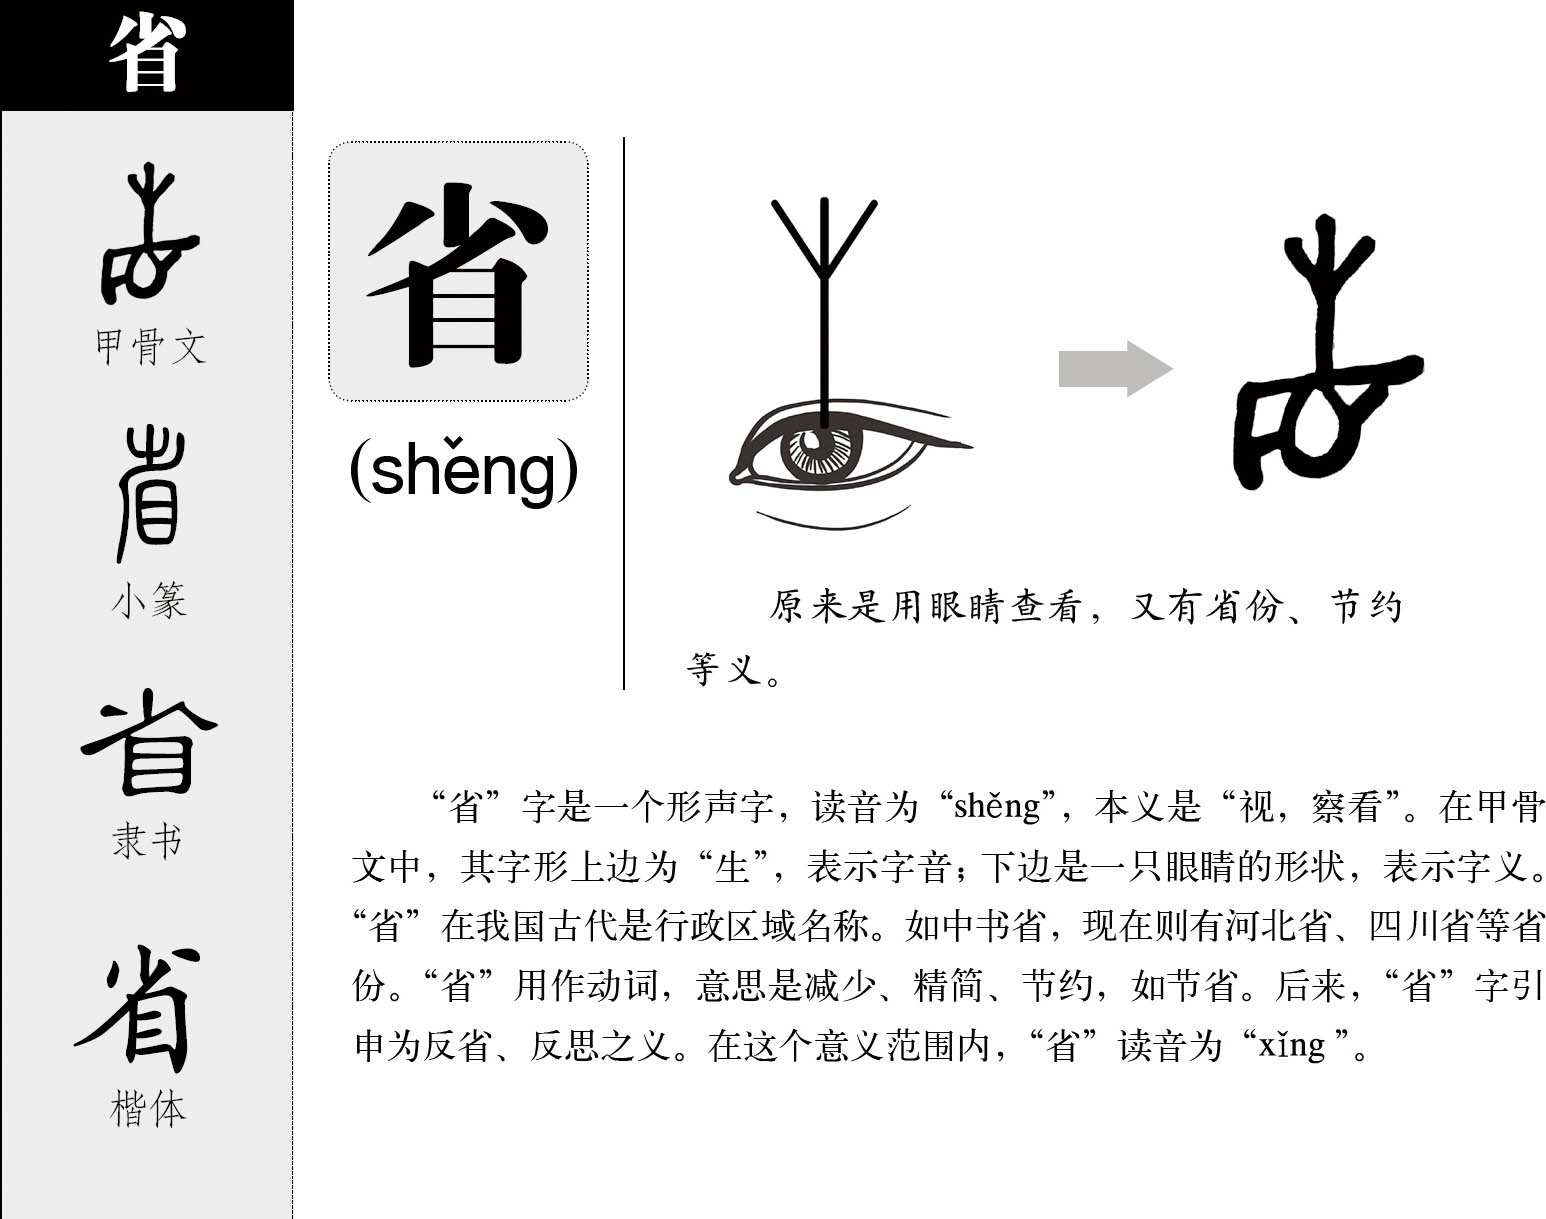 省
甲骨文
小篆
隶书
楷体
省
(shěng)
原来是用眼睛查看，又有省份、节约
等义。
“省”字是一个形声字，读音为“shěng”，本义是“视，察看”。在甲骨
文中，其字形上边为“生”，表示字音；下边是一只眼睛的形状，表示字义。
“省”在我国古代是行政区域名称。如中书省，现在则有河北省、四川省等省
份。“省”用作动词，意思是减少、精简、节约，如节省。后来，“省”字引
申为反省、反思之义。在这个意义范围内，“省”读音为“xǐng ”。